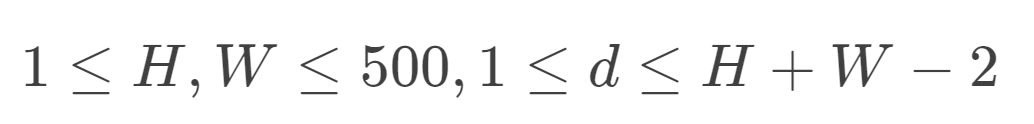 1 ≤ H, W ≤ 500, 1 ≤ d ≤ H + W − 2